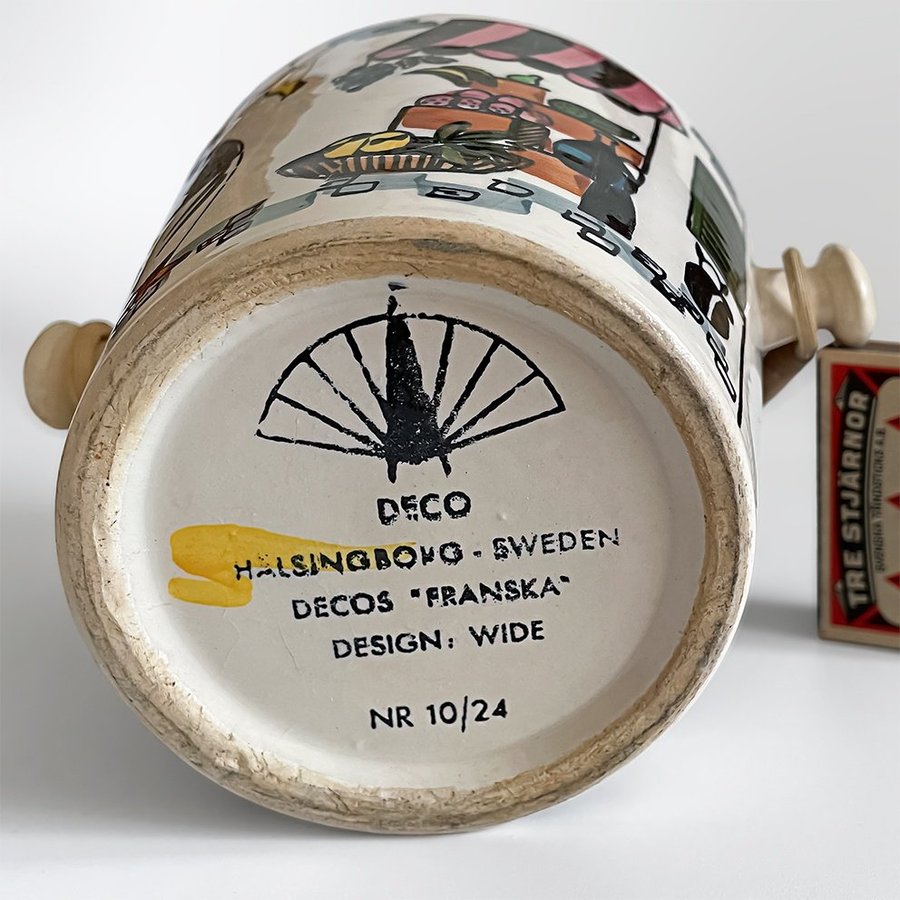 DECO
HÄLSINGBORG - SWEDEN
DECOS "FRANSKA"
DESIGN: WIDE
NR 10/24
TRE STJÄRNOR